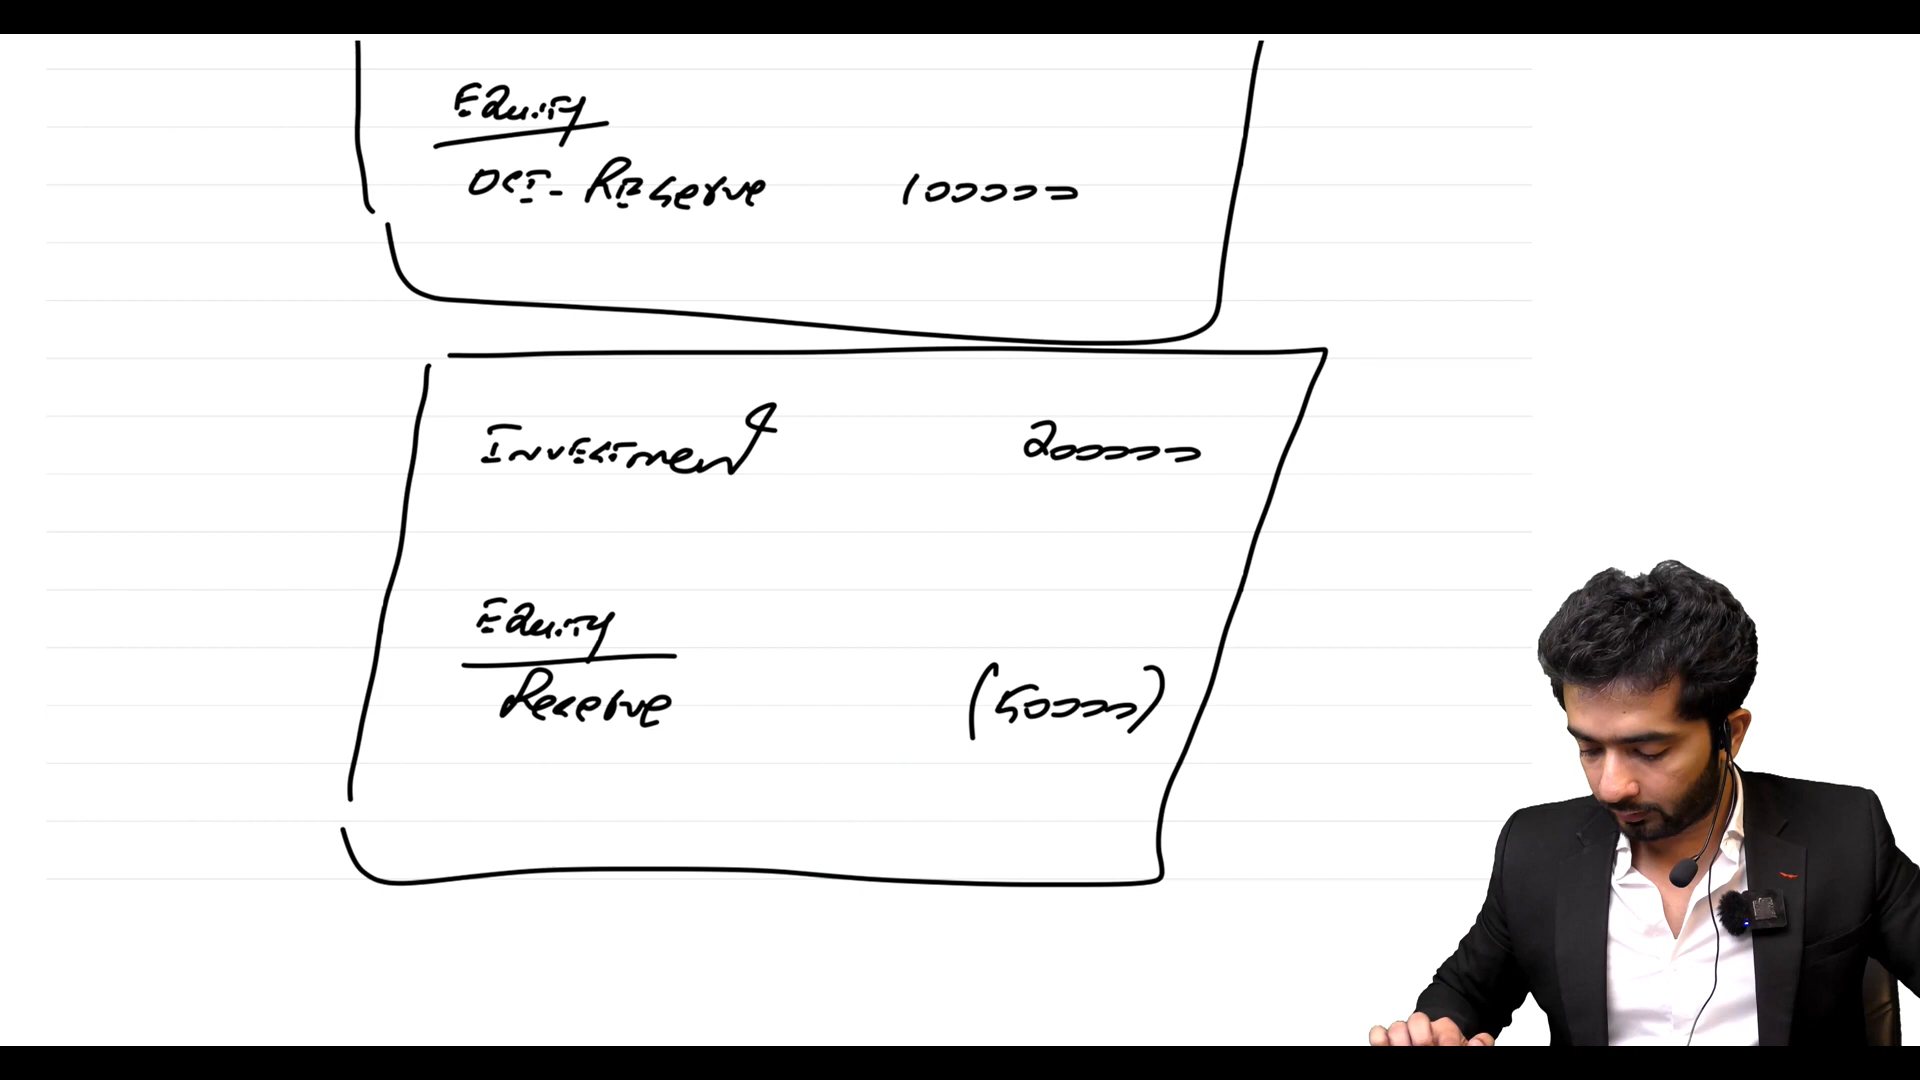 Equity
OCI - Reserve 100000
Investment 200000
Equity
Reserve (50000)